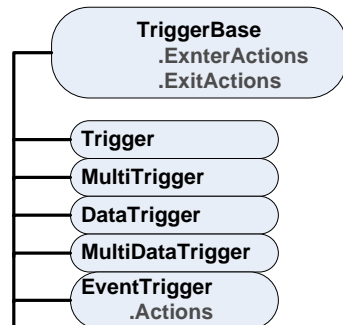 TriggerBase
.ExnterActions
.ExitActions
Trigger
MultiTrigger
DataTrigger
MultiDataTrigger
EventTrigger
.Actions